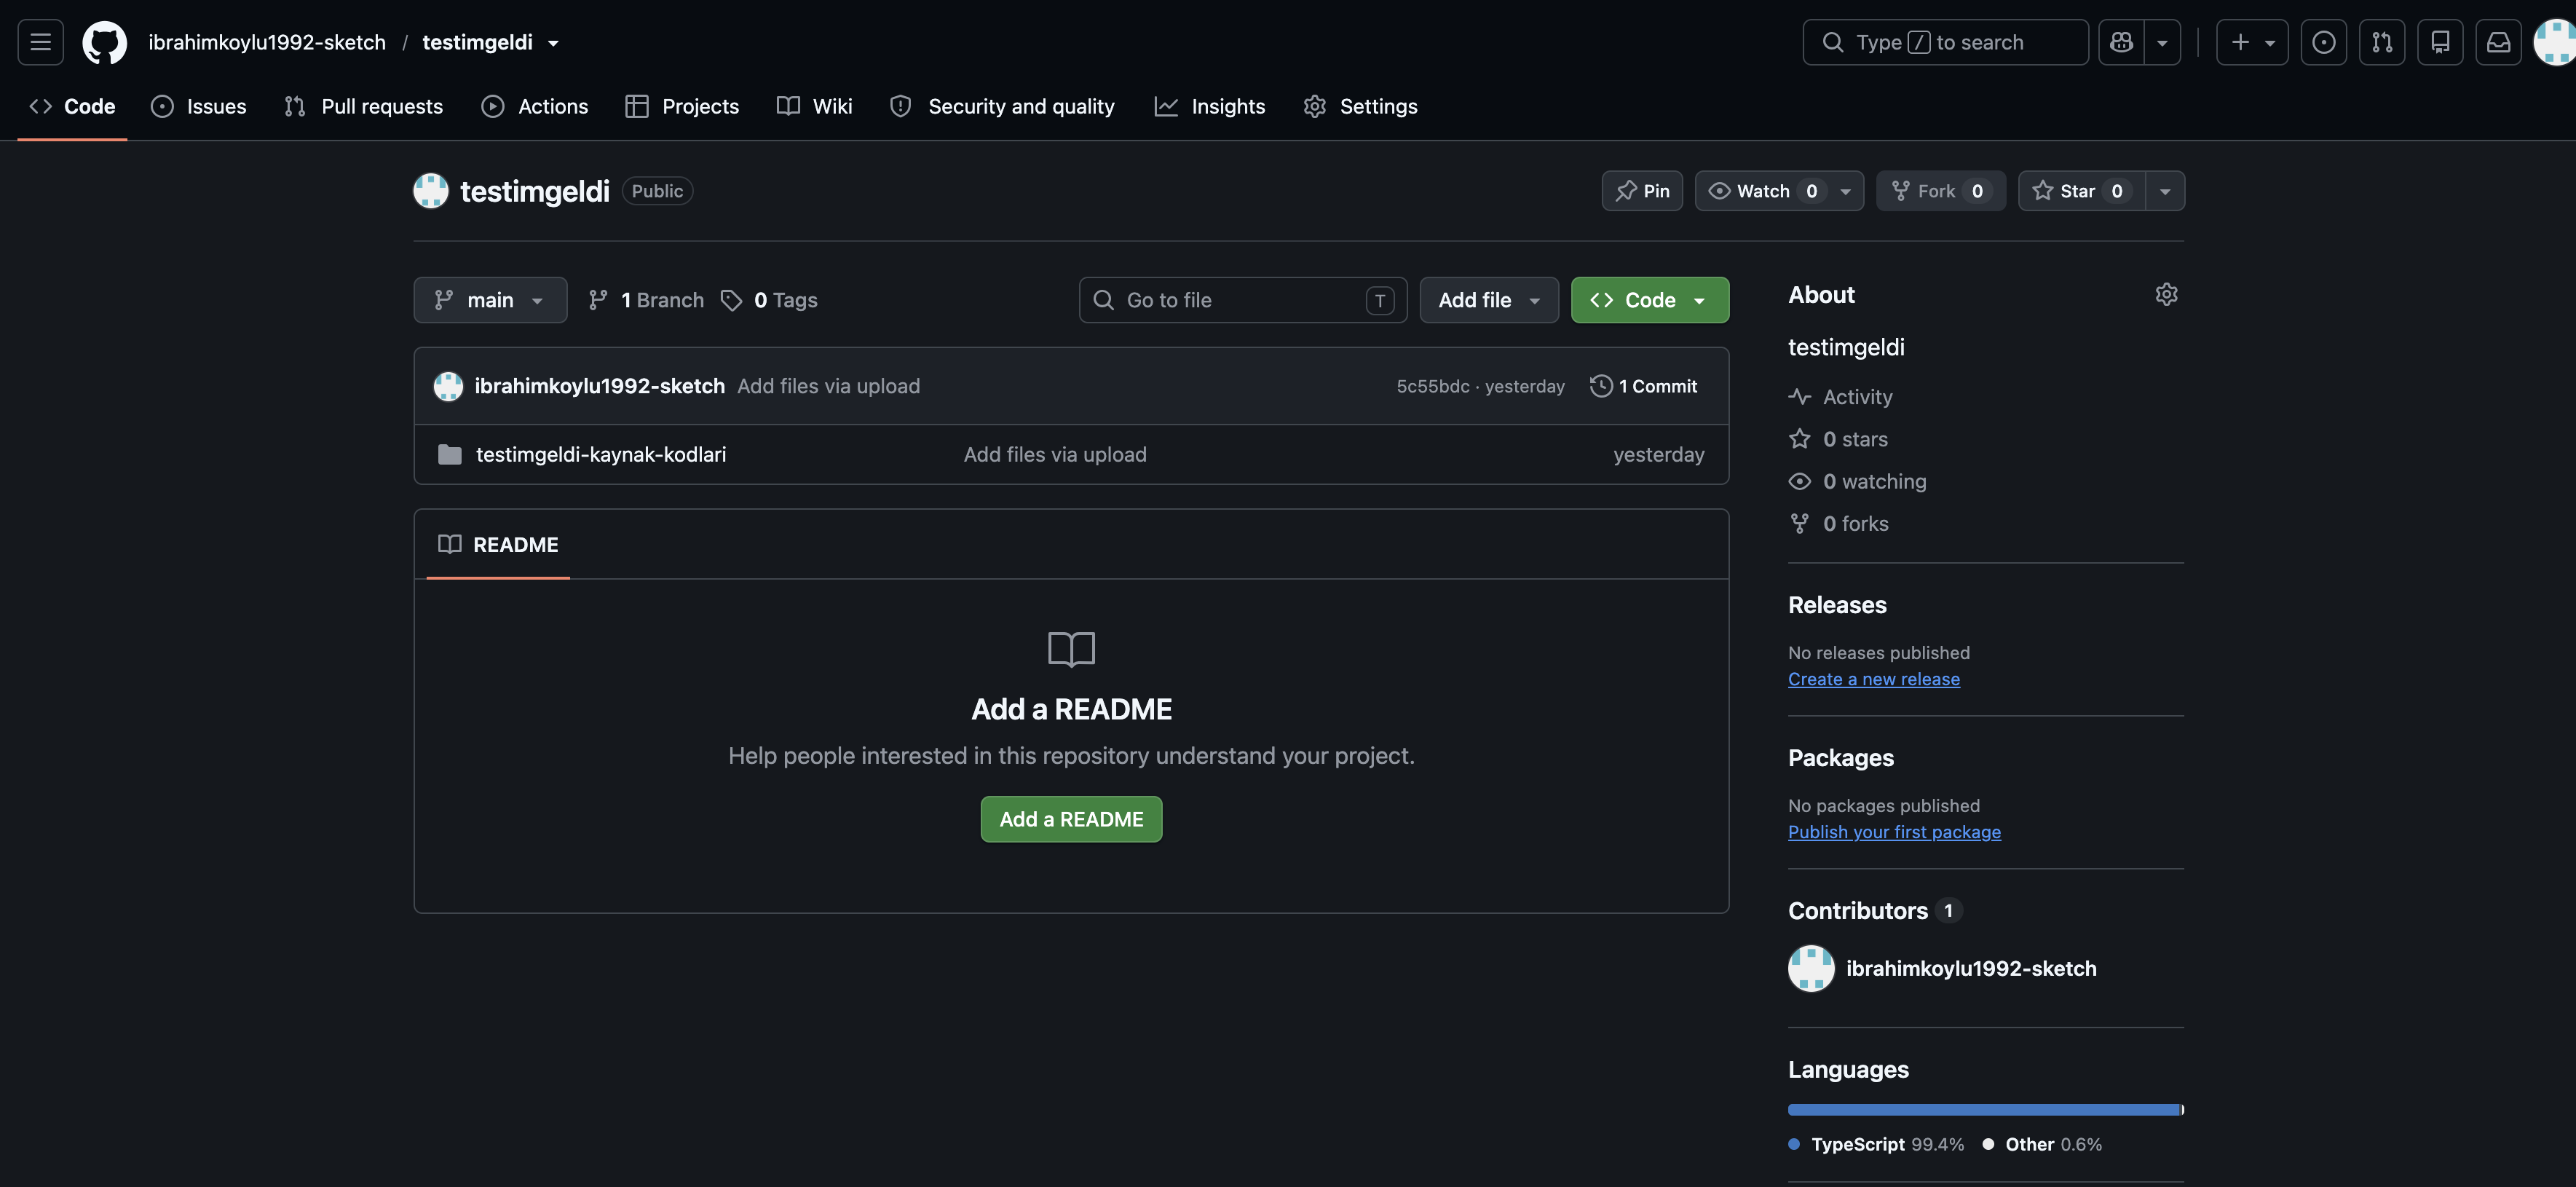 ibrahimkoylu1992-sketch / testimgeldi
Type / to search
Code Issues Pull requests Actions Projects Wiki Security and quality Insights Settings
testimgeldi Public
Pin Watch 0 Fork 0 Star 0
main 1 Branch 0 Tags
Go to file T Add file Code
ibrahimkoylu1992-sketch Add files via upload 5c55bdc · yesterday 1 Commit
testimgeldi-kaynak-kodlari Add files via upload yesterday
README
Add a README
Help people interested in this repository understand your project.
Add a README
About
testimgeldi
Activity
0 stars
0 watching
0 forks
Releases
No releases published
Create a new release
Packages
No packages published
Publish your first package
Contributors 1
ibrahimkoylu1992-sketch
Languages
TypeScript 99.4% Other 0.6%